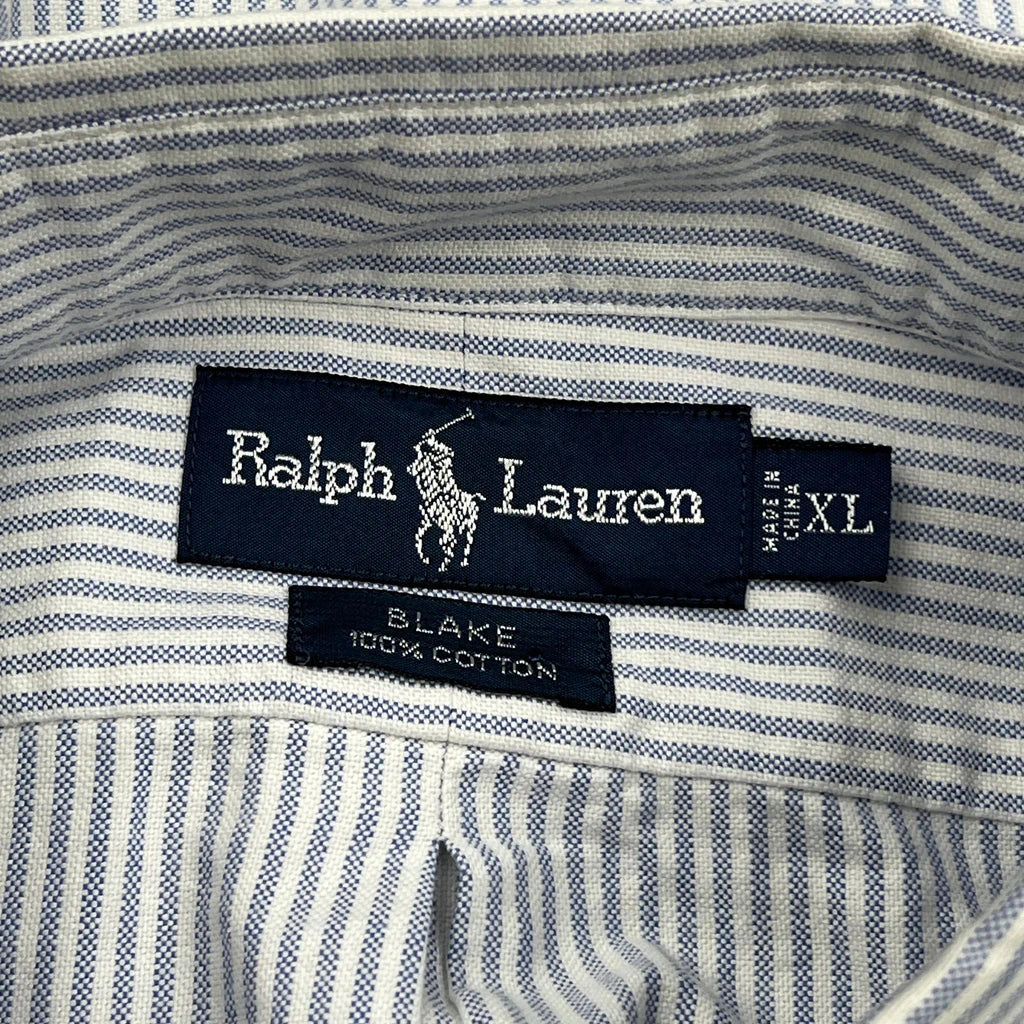 Ralph Lauren
MADE IN
CHINA
XL
BLAKE
100% COTTON